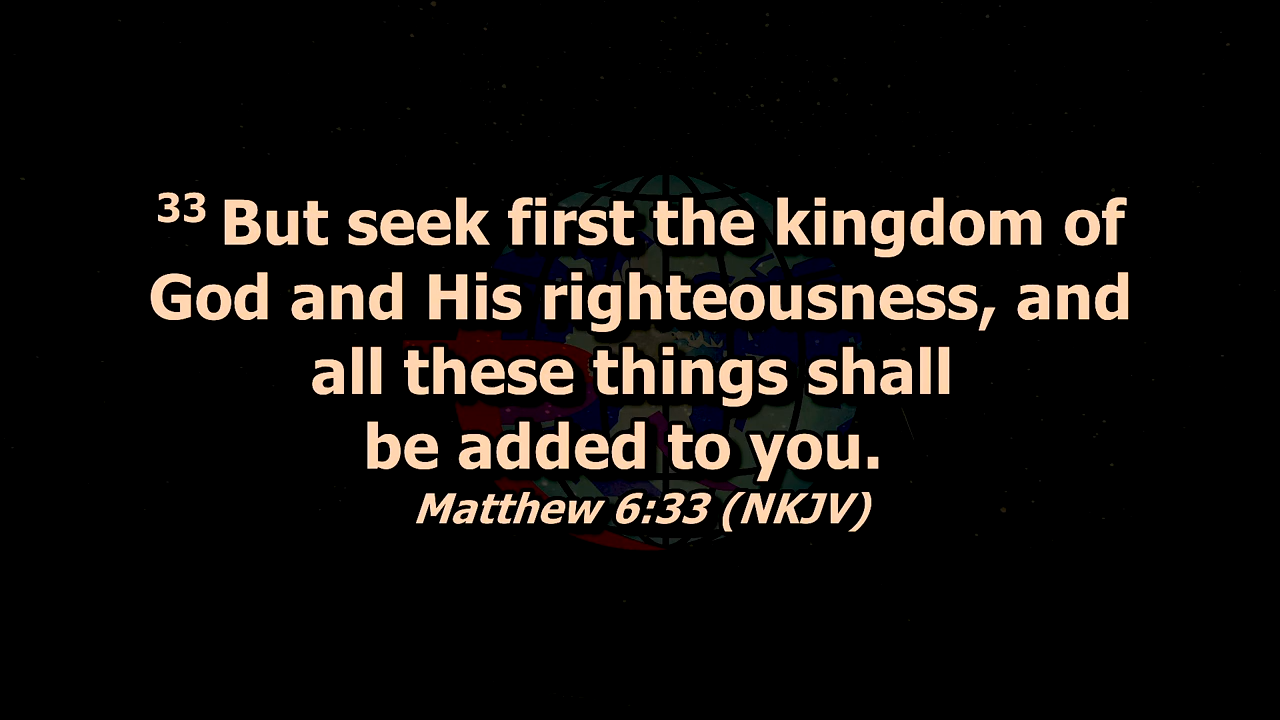 33 But seek first the kingdom of
God and His righteousness, and
all these things shall
be added to you.
Matthew 6:33 (NKJV)